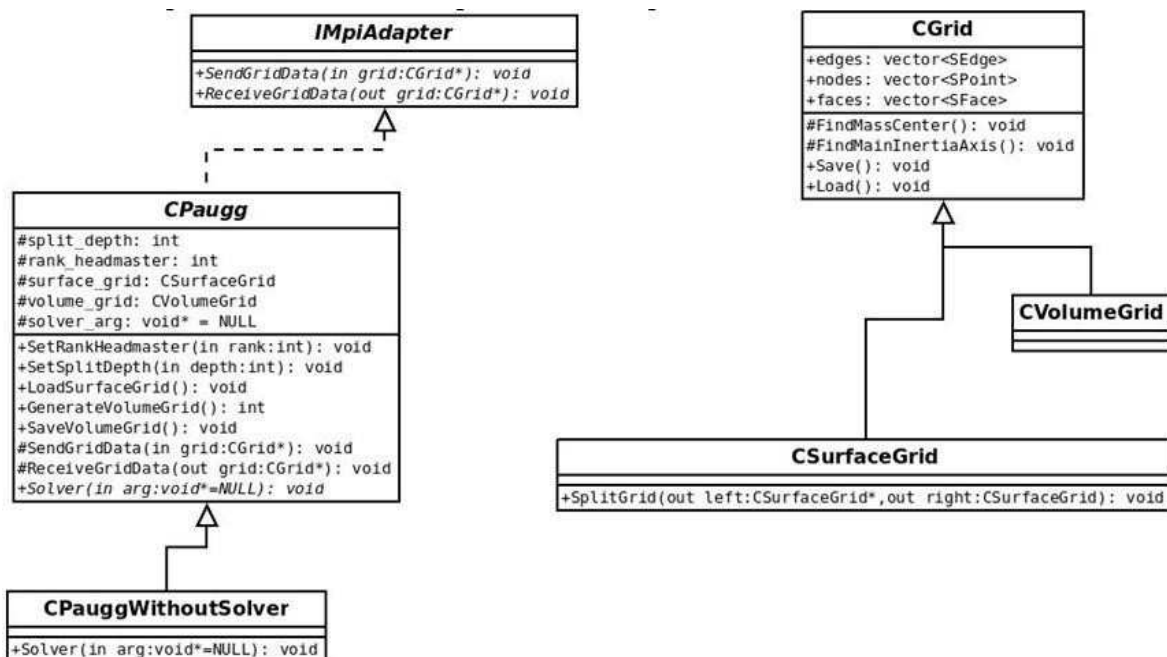 IMpiAdapter
+SendGridData(in grid:CGrid*): void
+ReceiveGridData(out grid:CGrid*): void
CGrid
+edges: vector<SEdge>
+nodes: vector<SPoint>
+faces: vector<SFace>
#FindMassCenter(): void
#FindMainInertiaAxis(): void
+Save(): void
+Load(): void
CPaugg
#split_depth: int
#rank_headmaster: int
#surface_grid: CSurfaceGrid
#volume_grid: CVolumeGrid
#solver_arg: void* = NULL
+SetRankHeadmaster(in rank:int): void
+SetSplitDepth(in depth:int): void
+LoadSurfaceGrid(): void
+GenerateVolumeGrid(): int
+SaveVolumeGrid(): void
#SendGridData(in grid:CGrid*): void
#ReceiveGridData(out grid:CGrid*): void
+Solver(in arg:void*=NULL): void
CVolumeGrid
CSurfaceGrid
+SplitGrid(out left:CSurfaceGrid*,out right:CSurfaceGrid): void
CPauggWithoutSolver
+Solver(in arg:void*=NULL): void